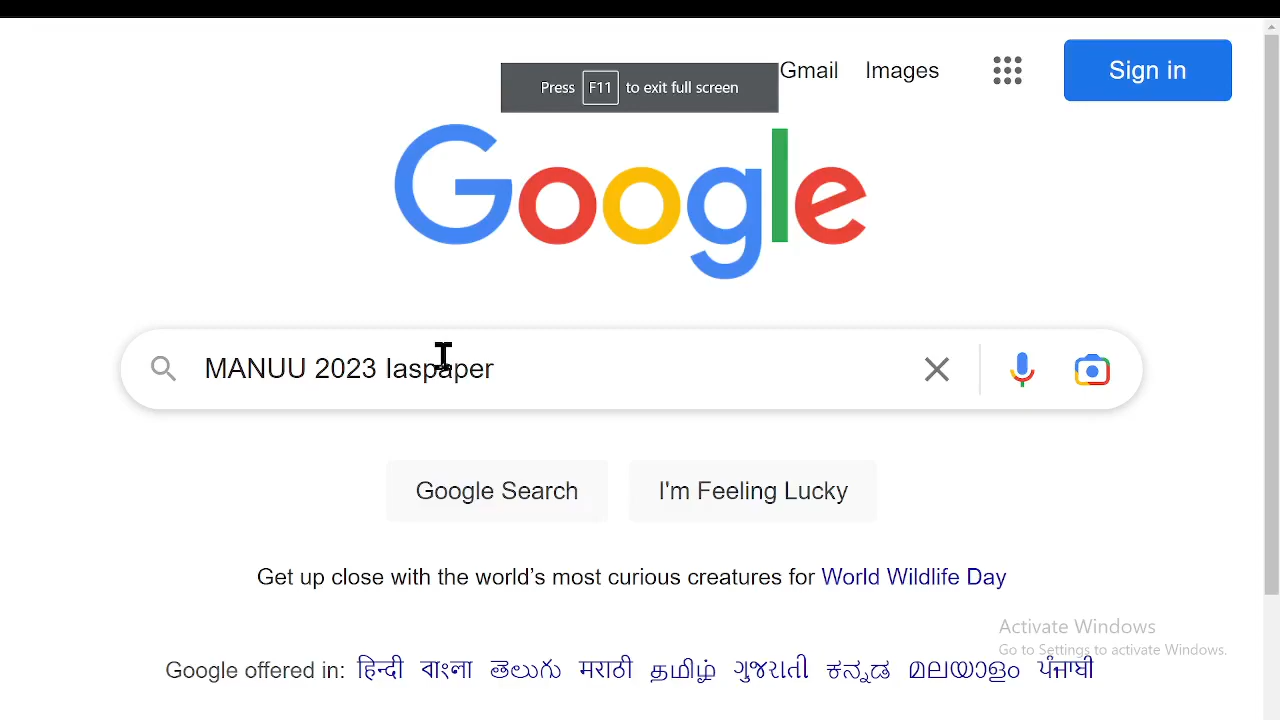 Gmail Images Sign in
Press F11 to exit full screen
Google
MANUU 2023 laspaper
Google Search I'm Feeling Lucky
Get up close with the world's most curious creatures for World Wildlife Day
Activate Windows
Go to Settings to activate Windows.
Google offered in: हिन्दी বাংলা తెలుగు मराठी தமிழ் ગુજરાતી ಕನ್ನಡ മലയാളം ਪੰਜਾਬੀ